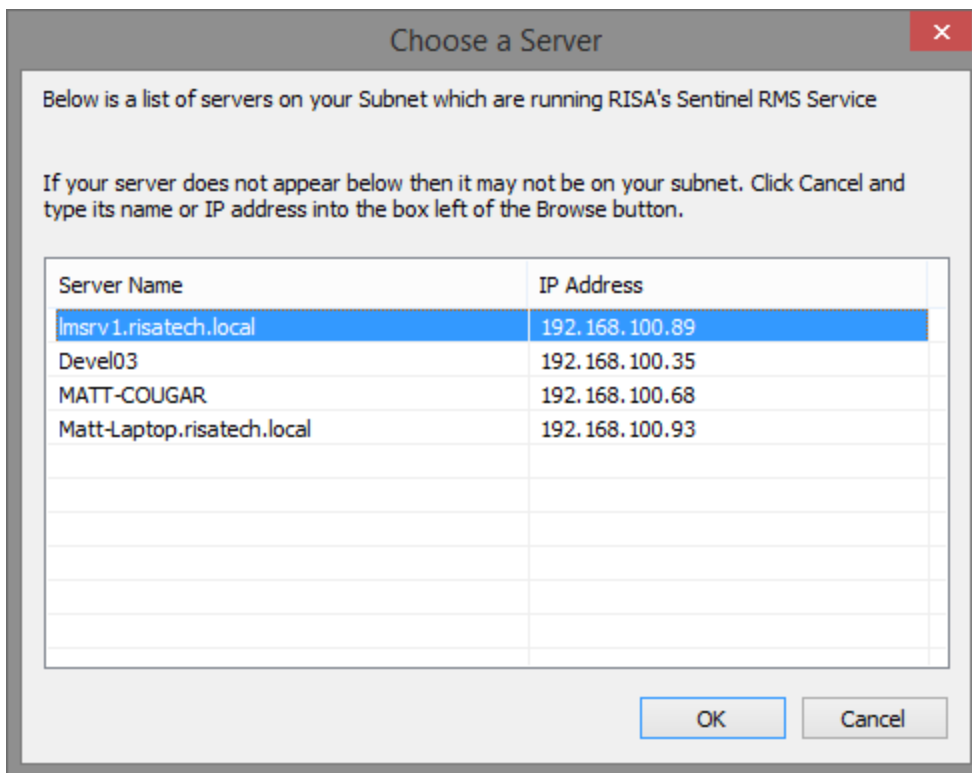 Choose a Server
Below is a list of servers on your Subnet which are running RISA's Sentinel RMS Service
If your server does not appear below then it may not be on your subnet. Click Cancel and
type its name or IP address into the box left of the Browse button.
Server Name IP Address
lmsrv1.risatech.local 192.168.100.89
Devel03 192.168.100.35
MATT-COUGAR 192.168.100.68
Matt-Laptop.risatech.local 192.168.100.93
OK Cancel